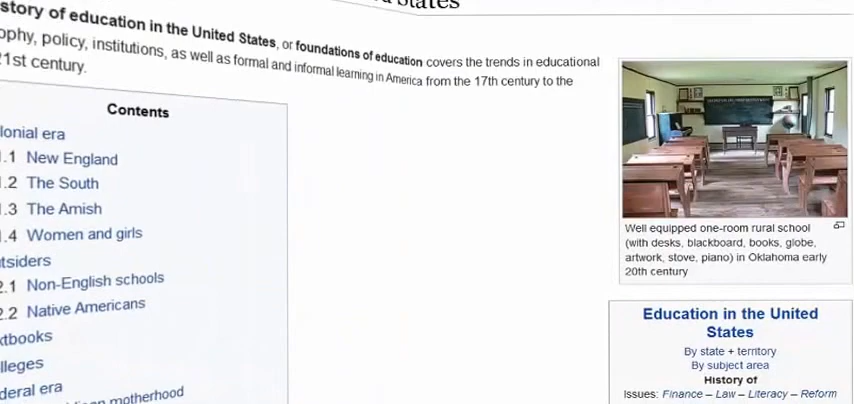 States
story of education in the United States, or foundations of education covers the trends in educational
ophy, policy, institutions, as well as formal and informal learning in America from the 17th century to the
21st century.
Contents
lonial era
1.1 New England
1.2 The South
1.3 The Amish
1.4 Women and girls
tsiders
2.1 Non-English schools
2.2 Native Americans
xtbooks
lleges
deral era
motherhood
Well equipped one-room rural school
(with desks, blackboard, books, globe,
artwork, stove, piano) in Oklahoma early
20th century
Education in the United
States
By state + territory
By subject area
History of
Issues: Finance – Law – Literacy – Reform